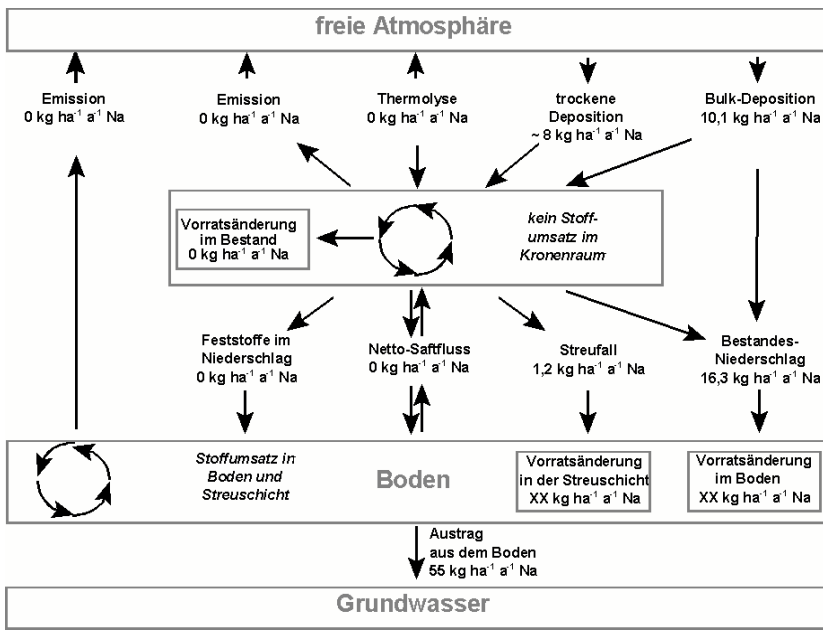 freie Atmosphäre
Emission
0 kg ha⁻¹ a⁻¹ Na
Emission
0 kg ha⁻¹ a⁻¹ Na
Thermolyse
0 kg ha⁻¹ a⁻¹ Na
trockene
Deposition
~ 8 kg ha⁻¹ a⁻¹ Na
Bulk-Deposition
10,1 kg ha⁻¹ a⁻¹ Na
Vorratsänderung
im Bestand
0 kg ha⁻¹ a⁻¹ Na
kein Stoff-
umsatz im
Kronenraum
Feststoffe im
Niederschlag
0 kg ha⁻¹ a⁻¹ Na
Netto-Saftfluss
0 kg ha⁻¹ a⁻¹ Na
Streufall
1,2 kg ha⁻¹ a⁻¹ Na
Bestandes-
Niederschlag
16,3 kg ha⁻¹ a⁻¹ Na
Stoffumsatz in
Boden und
Streuschicht
Boden
Vorratsänderung
in der Streuschicht
XX kg ha⁻¹ a⁻¹ Na
Vorratsänderung
im Boden
XX kg ha⁻¹ a⁻¹ Na
Austrag
aus dem Boden
55 kg ha⁻¹ a⁻¹ Na
Grundwasser